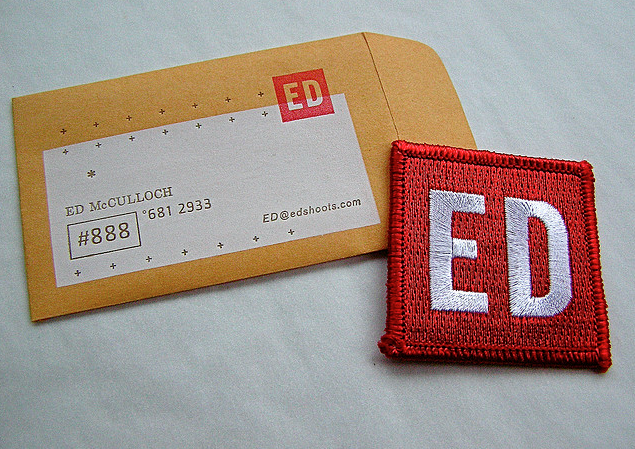 ED
*
ED McCULLOCH
#888 °681 2933
ED@edshoots.com
ED